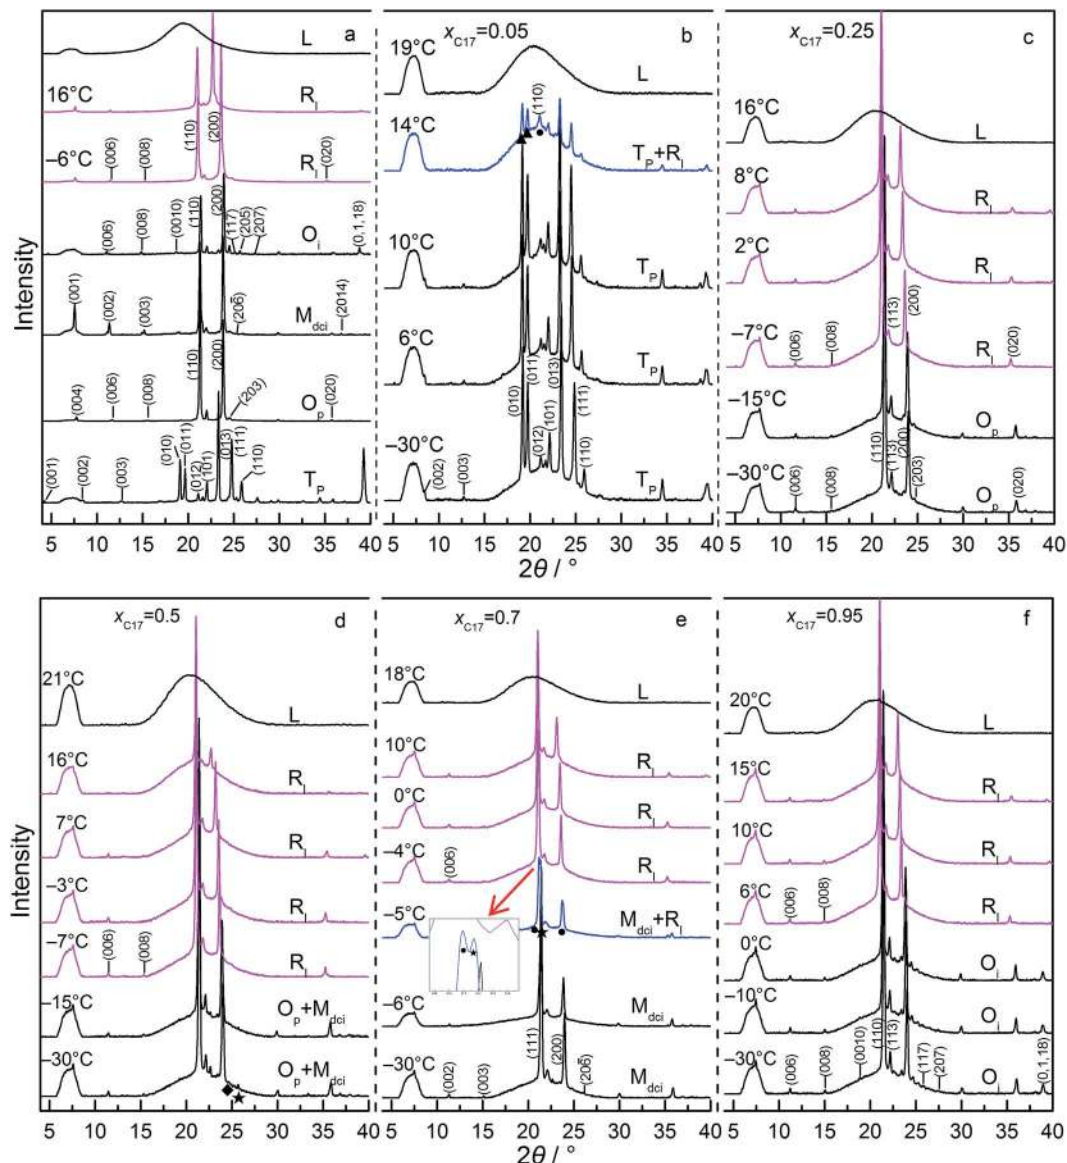 a
L
16°C
R_I
–6°C
(006)
(008)
(110)
(200)
(020)
R_I
(006)
(008)
(0010)
(110)
(200)
(117)
(205)
(207)
(0,1,18)
O_i
(001)
(002)
(003)
(206̄)
(2014)
M_dci
(004)
(006)
(008)
(110)
(200)
(203)
(020)
O_p
(001)
(002)
(003)
(010)
(011)
(012)
(101)
(013)
(111)
(110)
T_P
5 10 15 20 25 30 35 40
x_C17=0.05
b
19°C
L
14°C
(110)
T_P+R_I
10°C
T_P
6°C
T_P
–30°C
(002)
(003)
(010)
(011)
(012)
(101)
(013)
(111)
(110)
T_P
5 10 15 20 25 30 35 40
x_C17=0.25
c
16°C
L
8°C
R_I
2°C
R_I
–7°C
(006)
(008)
(113)
(200)
(020)
R_I
–15°C
O_p
–30°C
(006)
(008)
(110)
(113)
(200)
(203)
(020)
O_p
5 10 15 20 25 30 35 40
Intensity
2θ / °
x_C17=0.5
d
21°C
L
16°C
R_I
7°C
R_I
–3°C
R_I
–7°C
(006)
(008)
R_I
–15°C
O_p+M_dci
–30°C
O_p+M_dci
5 10 15 20 25 30 35 40
x_C17=0.7
e
18°C
L
10°C
R_I
0°C
R_I
–4°C
(006)
R_I
–5°C
M_dci+R_I
–6°C
M_dci
–30°C
(002)
(003)
(111)
(200)
(206̄)
M_dci
5 10 15 20 25 30 35 40
x_C17=0.95
f
20°C
L
15°C
R_I
10°C
R_I
6°C
(006)
(008)
R_I
0°C
O_i
–10°C
O_i
–30°C
(006)
(008)
(0010)
(110)
(113)
(117)
(207)
(0,1,18)
O_i
5 10 15 20 25 30 35 40
Intensity
2θ / °